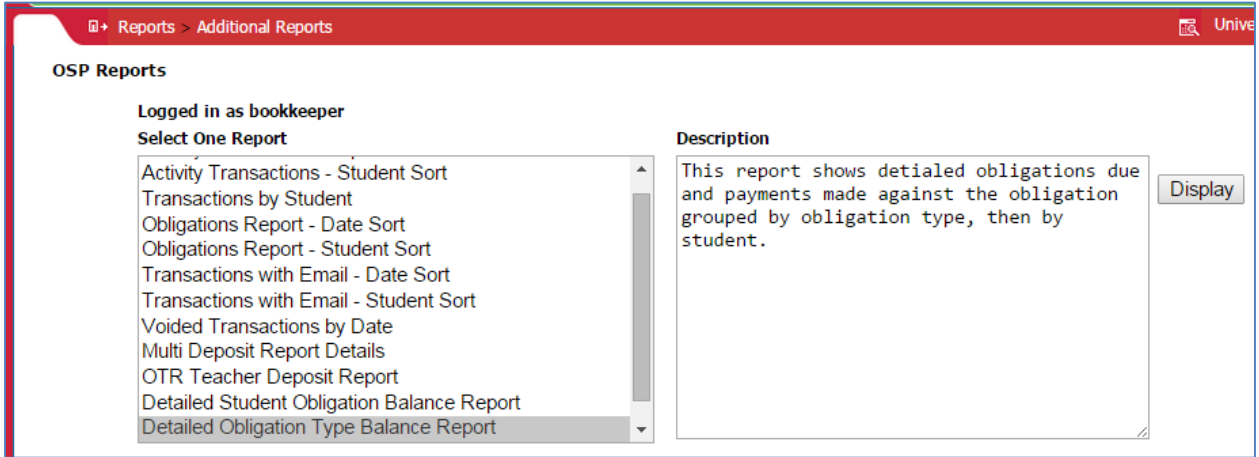 Reports > Additional Reports
Unive
OSP Reports
Logged in as bookkeeper
Select One Report
Description
Activity Transactions - Student Sort
Transactions by Student
Obligations Report - Date Sort
Obligations Report - Student Sort
Transactions with Email - Date Sort
Transactions with Email - Student Sort
Voided Transactions by Date
Multi Deposit Report Details
OTR Teacher Deposit Report
Detailed Student Obligation Balance Report
Detailed Obligation Type Balance Report
This report shows detialed obligations due
and payments made against the obligation
grouped by obligation type, then by
student.
Display